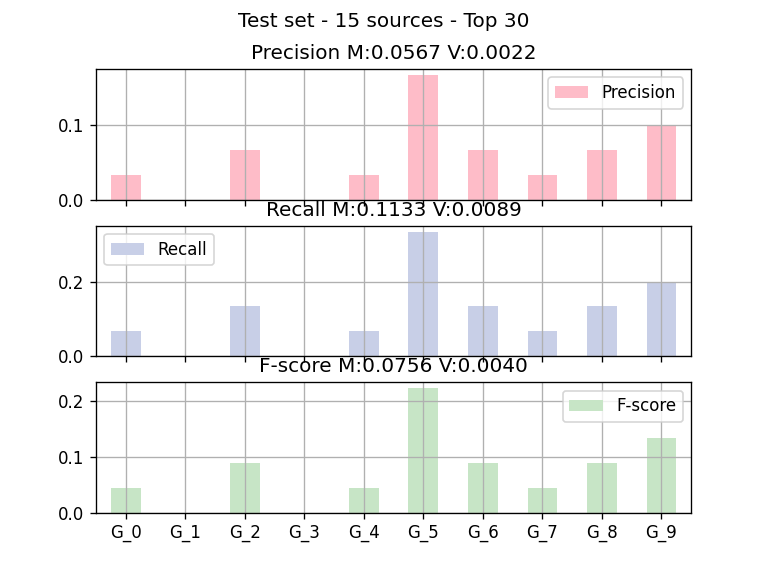 Test set - 15 sources - Top 30
Precision M:0.0567 V:0.0022
Precision
0.1
0.0
Recall M:0.1133 V:0.0089
Recall
0.2
0.0
F-score M:0.0756 V:0.0040
F-score
0.2
0.1
0.0
G_0 G_1 G_2 G_3 G_4 G_5 G_6 G_7 G_8 G_9